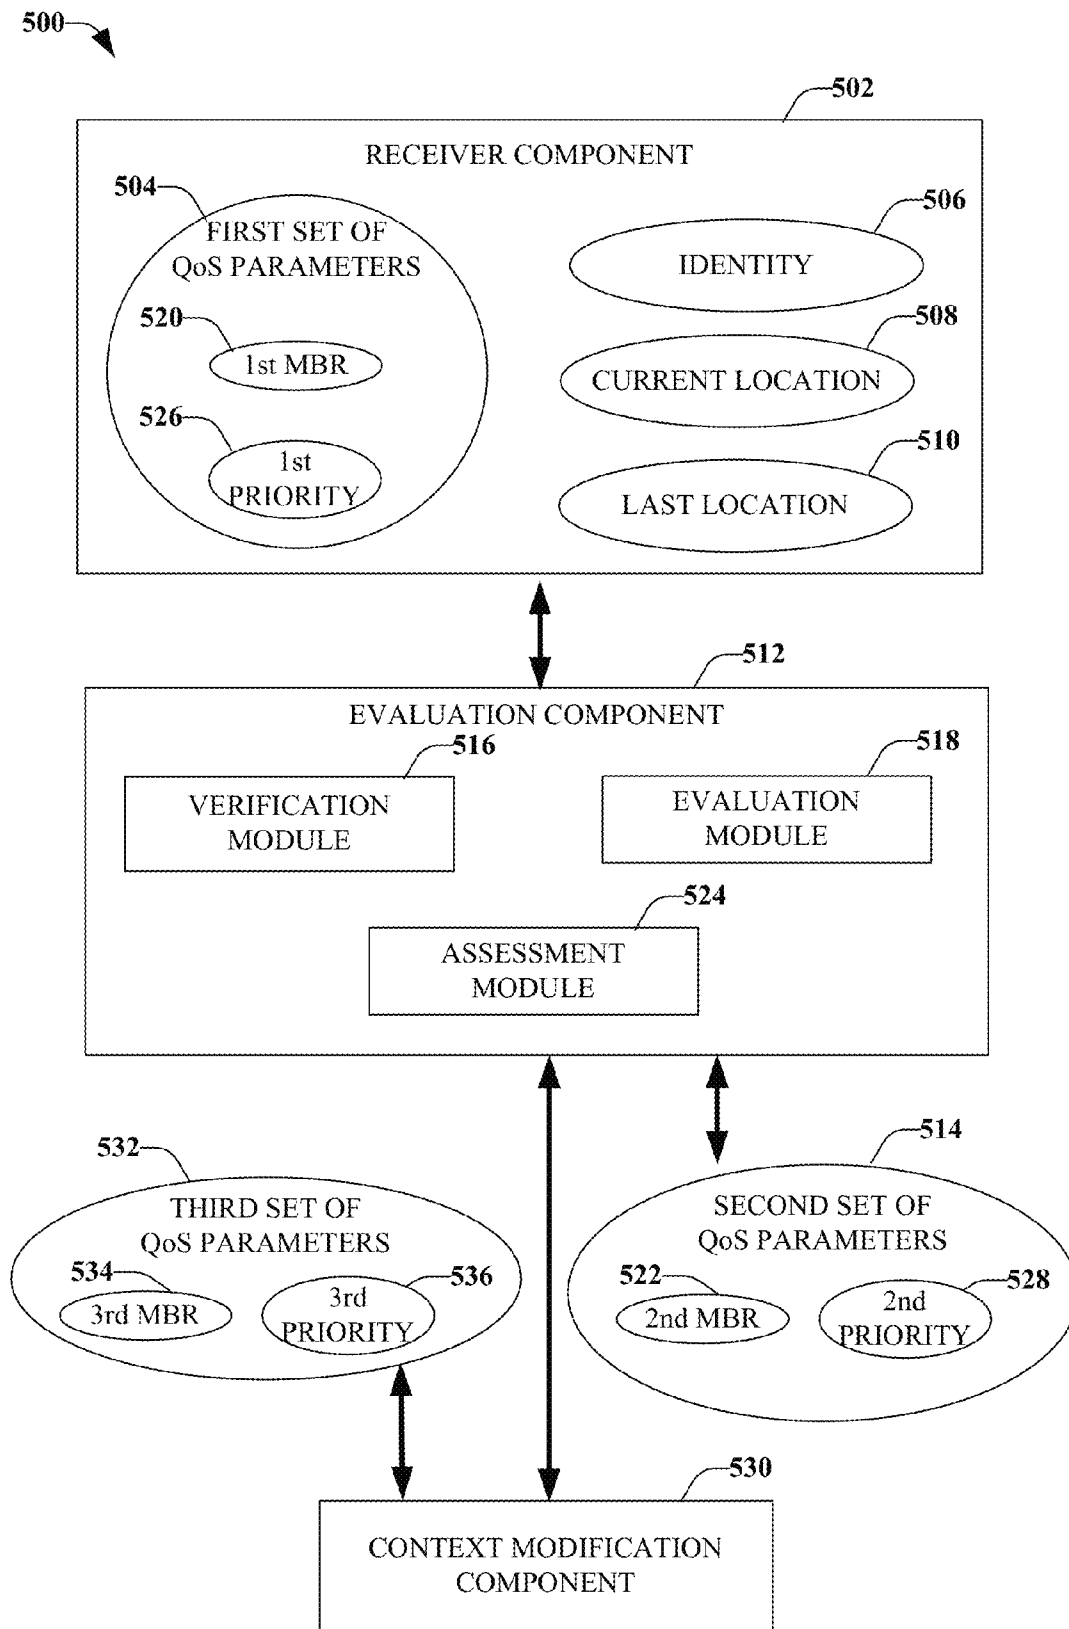 500
502
RECEIVER COMPONENT
504
FIRST SET OF
QoS PARAMETERS
520
1st MBR
526
1st
PRIORITY
506
IDENTITY
508
CURRENT LOCATION
510
LAST LOCATION
512
EVALUATION COMPONENT
516
VERIFICATION
MODULE
518
EVALUATION
MODULE
524
ASSESSMENT
MODULE
532
THIRD SET OF
QoS PARAMETERS
534
3rd MBR
536
3rd
PRIORITY
514
SECOND SET OF
QoS PARAMETERS
522
2nd MBR
528
2nd
PRIORITY
530
CONTEXT MODIFICATION
COMPONENT